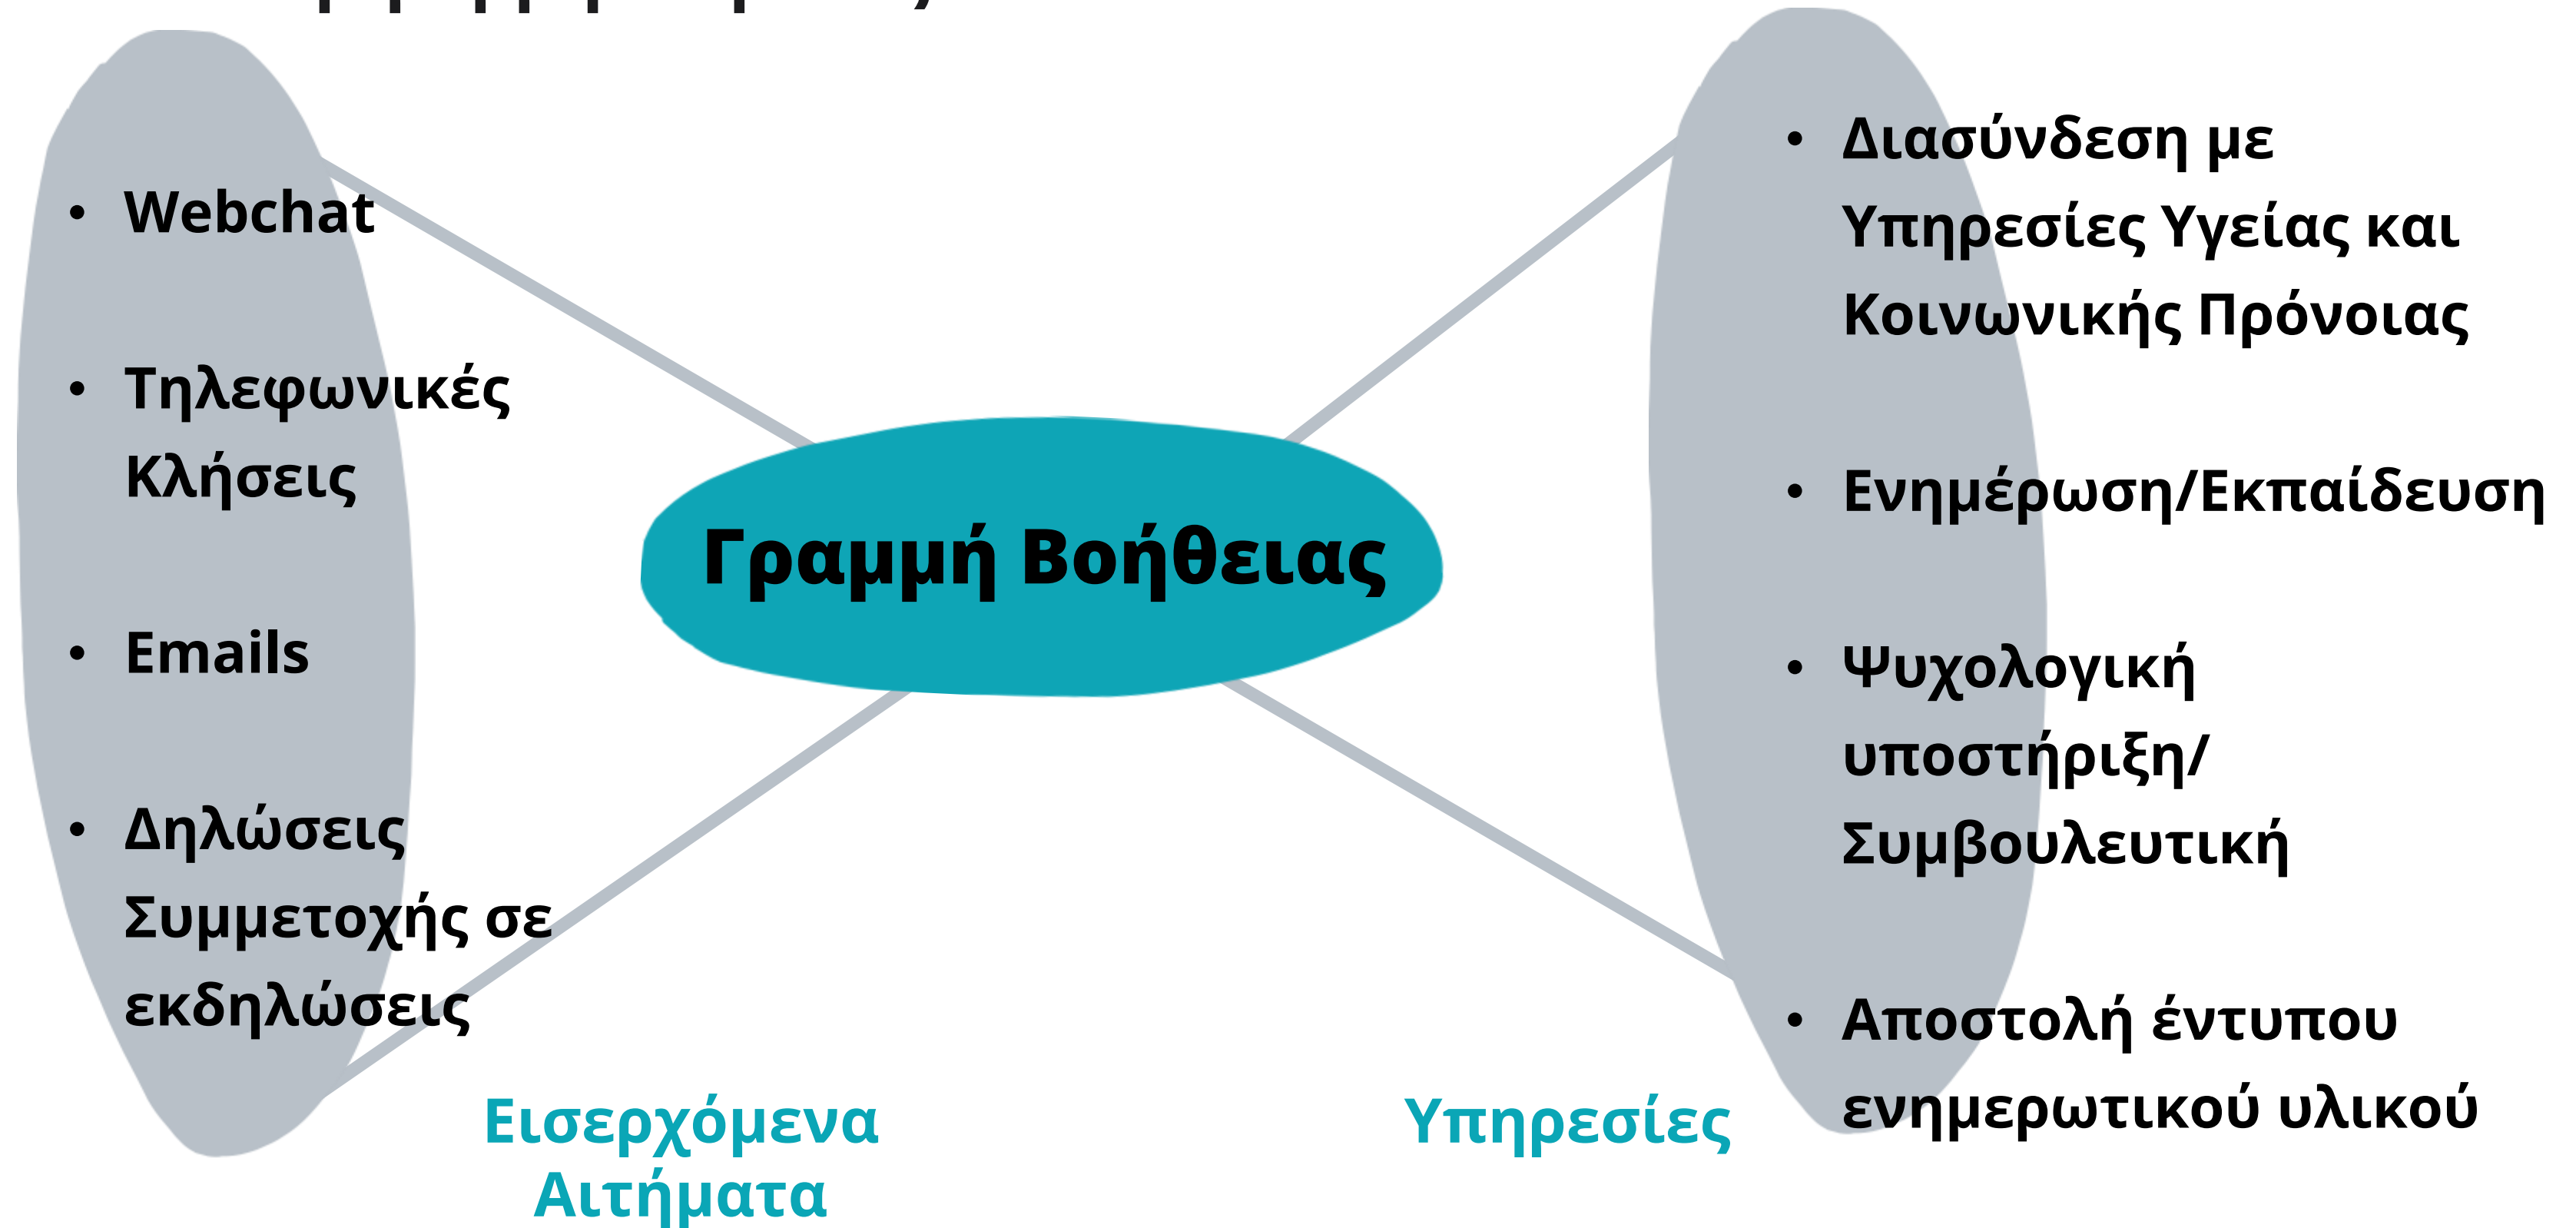 • Webchat
• Τηλεφωνικές
Κλήσεις
• Emails
• Δηλώσεις
Συμμετοχής σε
εκδηλώσεις
Γραμμή Βοήθειας
• Διασύνδεση με
Υπηρεσίες Υγείας και
Κοινωνικής Πρόνοιας
• Ενημέρωση/Εκπαίδευση
• Ψυχολογική
υποστήριξη/
Συμβουλευτική
• Αποστολή έντυπου
ενημερωτικού υλικού
Εισερχόμενα
Αιτήματα
Υπηρεσίες